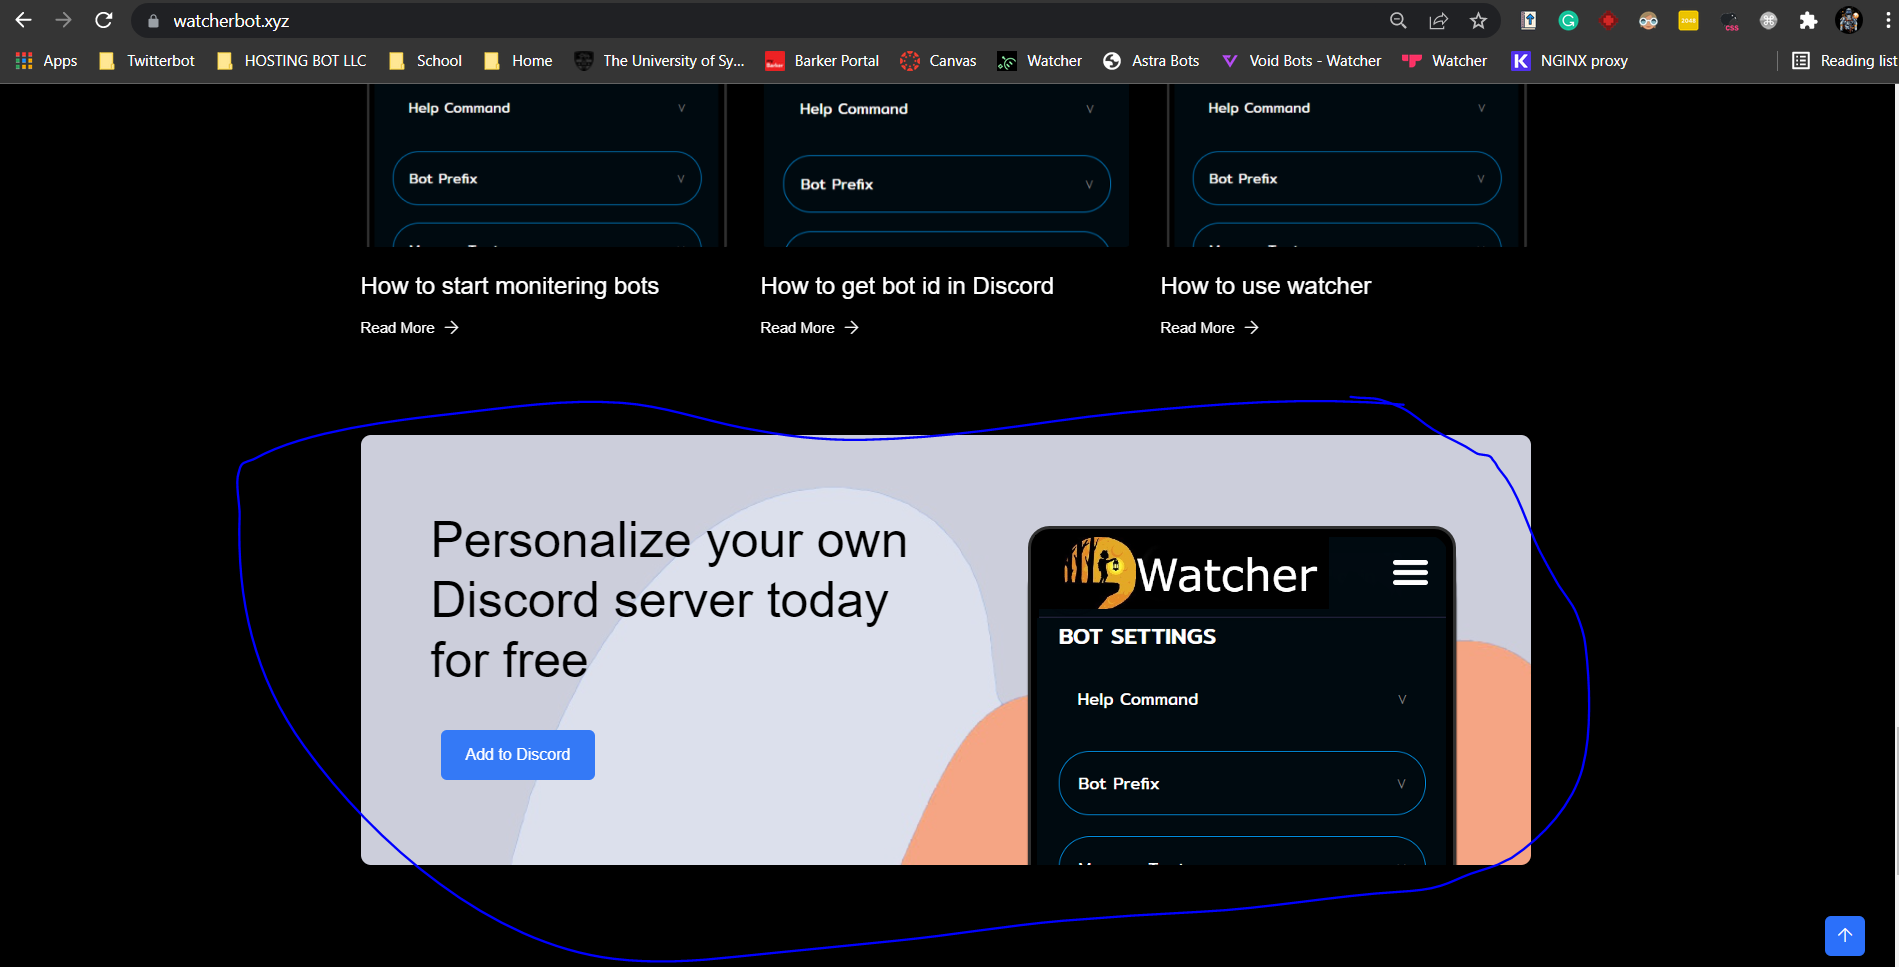 watcherbot.xyz
Apps Twitterbot HOSTING BOT LLC School Home The University of Sy... Barker Portal Canvas Watcher Astra Bots Void Bots - Watcher Watcher NGINX proxy Reading list
Help Command Help Command Help Command
Bot Prefix Bot Prefix Bot Prefix
How to start monitering bots How to get bot id in Discord How to use watcher
Read More → Read More → Read More →
Personalize your own
Discord server today
for free
Add to Discord
Watcher
BOT SETTINGS
Help Command
Bot Prefix